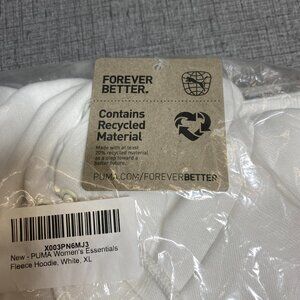 FOREVER
BETTER.
Contains
Recycled
Material
Made with at least
20% recycled material
as a step toward a
better future.
PUMA.COM/FOREVERBETTER
X003PN6MJ3
New - PUMA Women's Essentials
Fleece Hoodie, White, XL